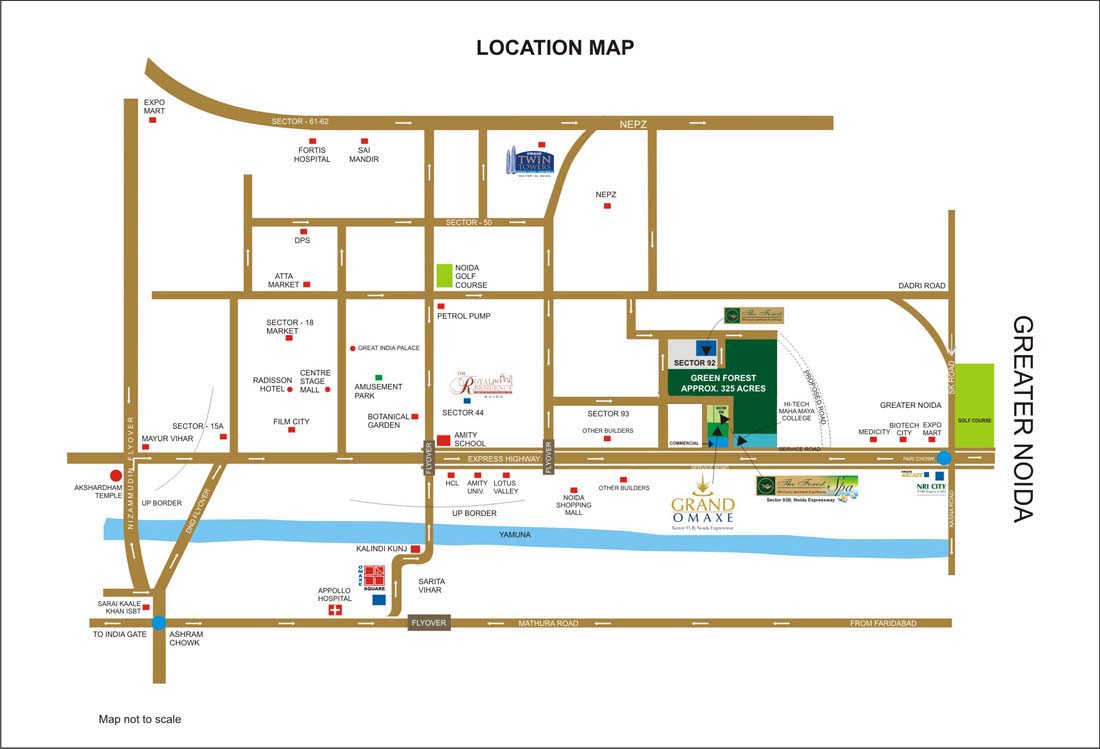 LOCATION MAP
EXPO
MART
SECTOR - 61-62
NEPZ
FORTIS
HOSPITAL
SAI
MANDIR
OMAXE
TWIN
TOWERS
NEPZ
SECTOR - 50
DPS
ATTA
MARKET
NOIDA
GOLF
COURSE
DADRI ROAD
PETROL PUMP
The Forest
SECTOR - 18
MARKET
GREAT INDIA PALACE
SECTOR 92
GREEN FOREST
APPROX. 325 ACRES
PROPOSED ROAD
SK ROAD
GREATER NOIDA
RADISSON
HOTEL
CENTRE
STAGE
MALL
AMUSEMENT
PARK
THE
ROYAL RESIDENCY
NOIDA
SECTOR 44
SECTOR 93
HI-TECH
MAHA MAYA
COLLEGE
GREATER NOIDA
GOLF COURSE
FILM CITY
BOTANICAL
GARDEN
OTHER BUILDERS
MEDICITY
BIOTECH
CITY
EXPO
MART
SECTOR - 15A
MAYUR VIHAR
AMITY
SCHOOL
COMMERCIAL
SERVICE ROAD
NIZAMMUDIN FLYOVER
FLYOVER
EXPRESS HIGHWAY
FLYOVER
SERVICE ROAD
PARI CHOWK
AKSHARDHAM
TEMPLE
UP BORDER
DND FLYOVER
HCL
AMITY
UNIV.
LOTUS
VALLEY
NOIDA
SHOPPING
MALL
OTHER BUILDERS
GRAND
OMAXE
Sector 93 B, Noida Expressway
The Forest
Spa
Sector 93B, Noida Expressway
ARCADE
NRI CITY
KASNA ROAD
UP BORDER
YAMUNA
KALINDI KUNJ
OMAXE
SQUARE
SARITA
VIHAR
APPOLLO
HOSPITAL
SARAI KAALE
KHAN ISBT
TO INDIA GATE
ASHRAM
CHOWK
FLYOVER
MATHURA ROAD
FROM FARIDABAD
Map not to scale